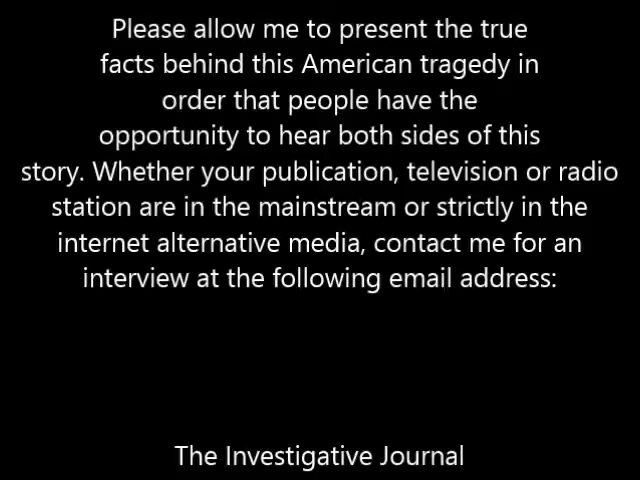 Please allow me to present the true
facts behind this American tragedy in
order that people have the
opportunity to hear both sides of this
story. Whether your publication, television or radio
station are in the mainstream or strictly in the
internet alternative media, contact me for an
interview at the following email address:
The Investigative Journal